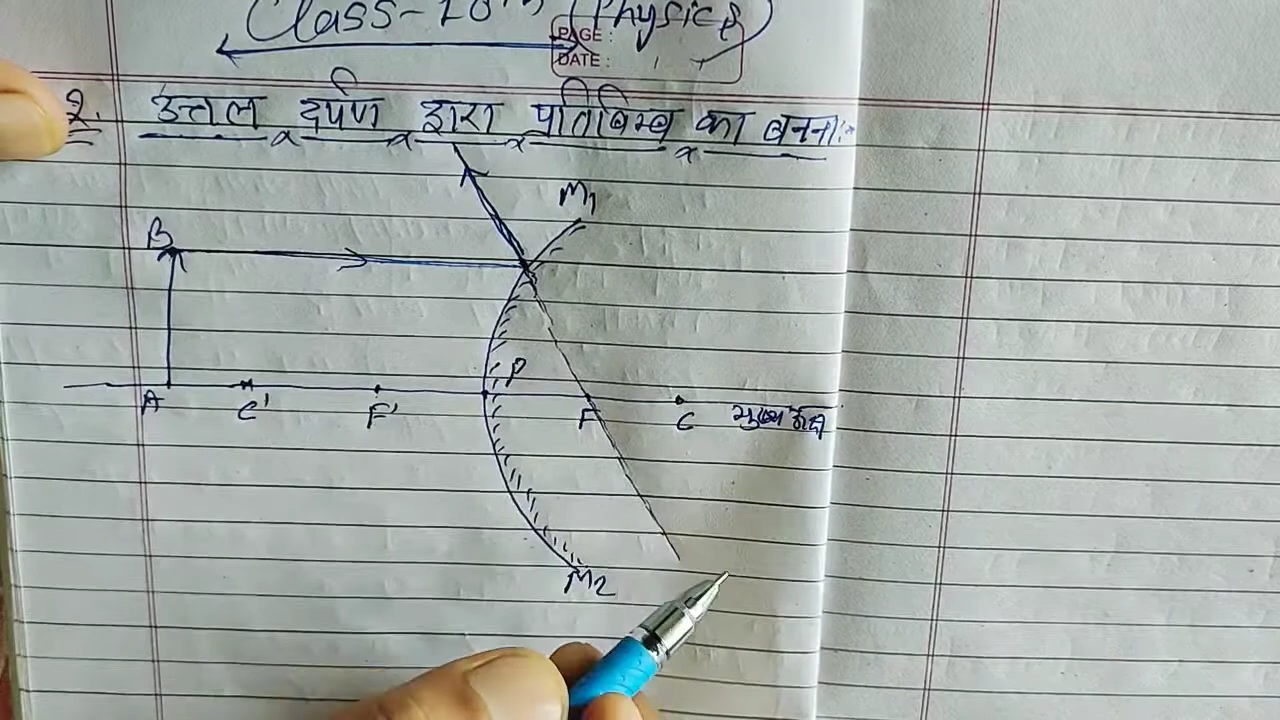 Class-10th (Physics)
PAGE :
DATE :
2. उत्तल दर्पण द्वारा प्रतिबिम्ब का बनना:-
M1
B
P
A C' F' F C मुख्य अक्ष
M2